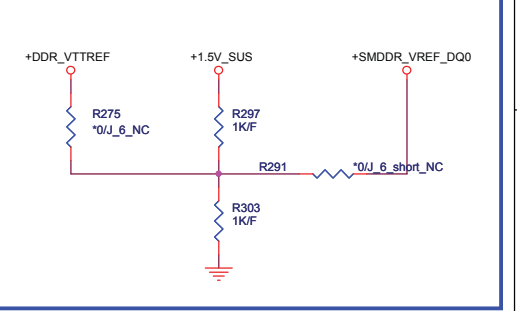 +DDR_VTTREF
+1.5V_SUS
+SMDDR_VREF_DQ0
R275
*0/J_6_NC
R297
1K/F
R291
*0/J_6_short_NC
R303
1K/F